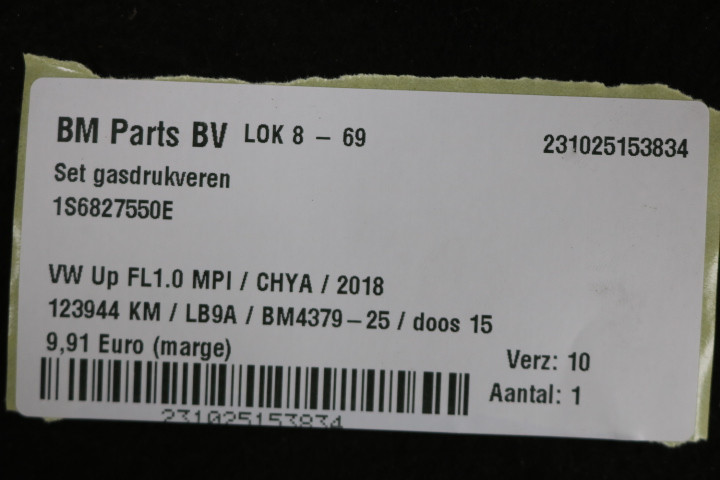 BM Parts BV LOK 8 - 69 231025153834
Set gasdrukveren
1S6827550E
VW Up FL1.0 MPI / CHYA / 2018
123944 KM / LB9A / BM4379-25 / doos 15
9,91 Euro (marge) Verz: 10
Aantal: 1
231025153834